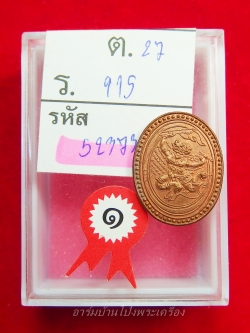 ต. 27
ร. 915
รหัส
52373
๑
อาร์มบ้านโป่งพระเครื่อง